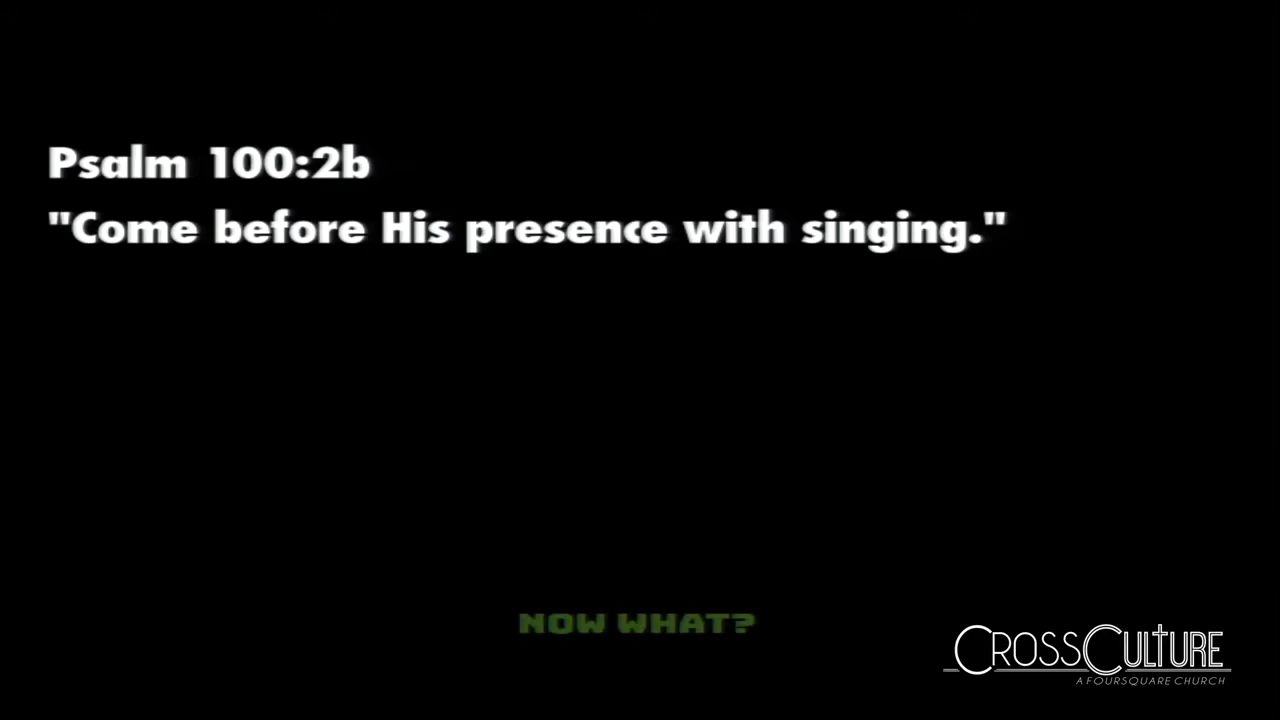 Psalm 100:2b
"Come before His presence with singing."
NOW WHAT?
CROSSCULTURE
A FOURSQUARE CHURCH